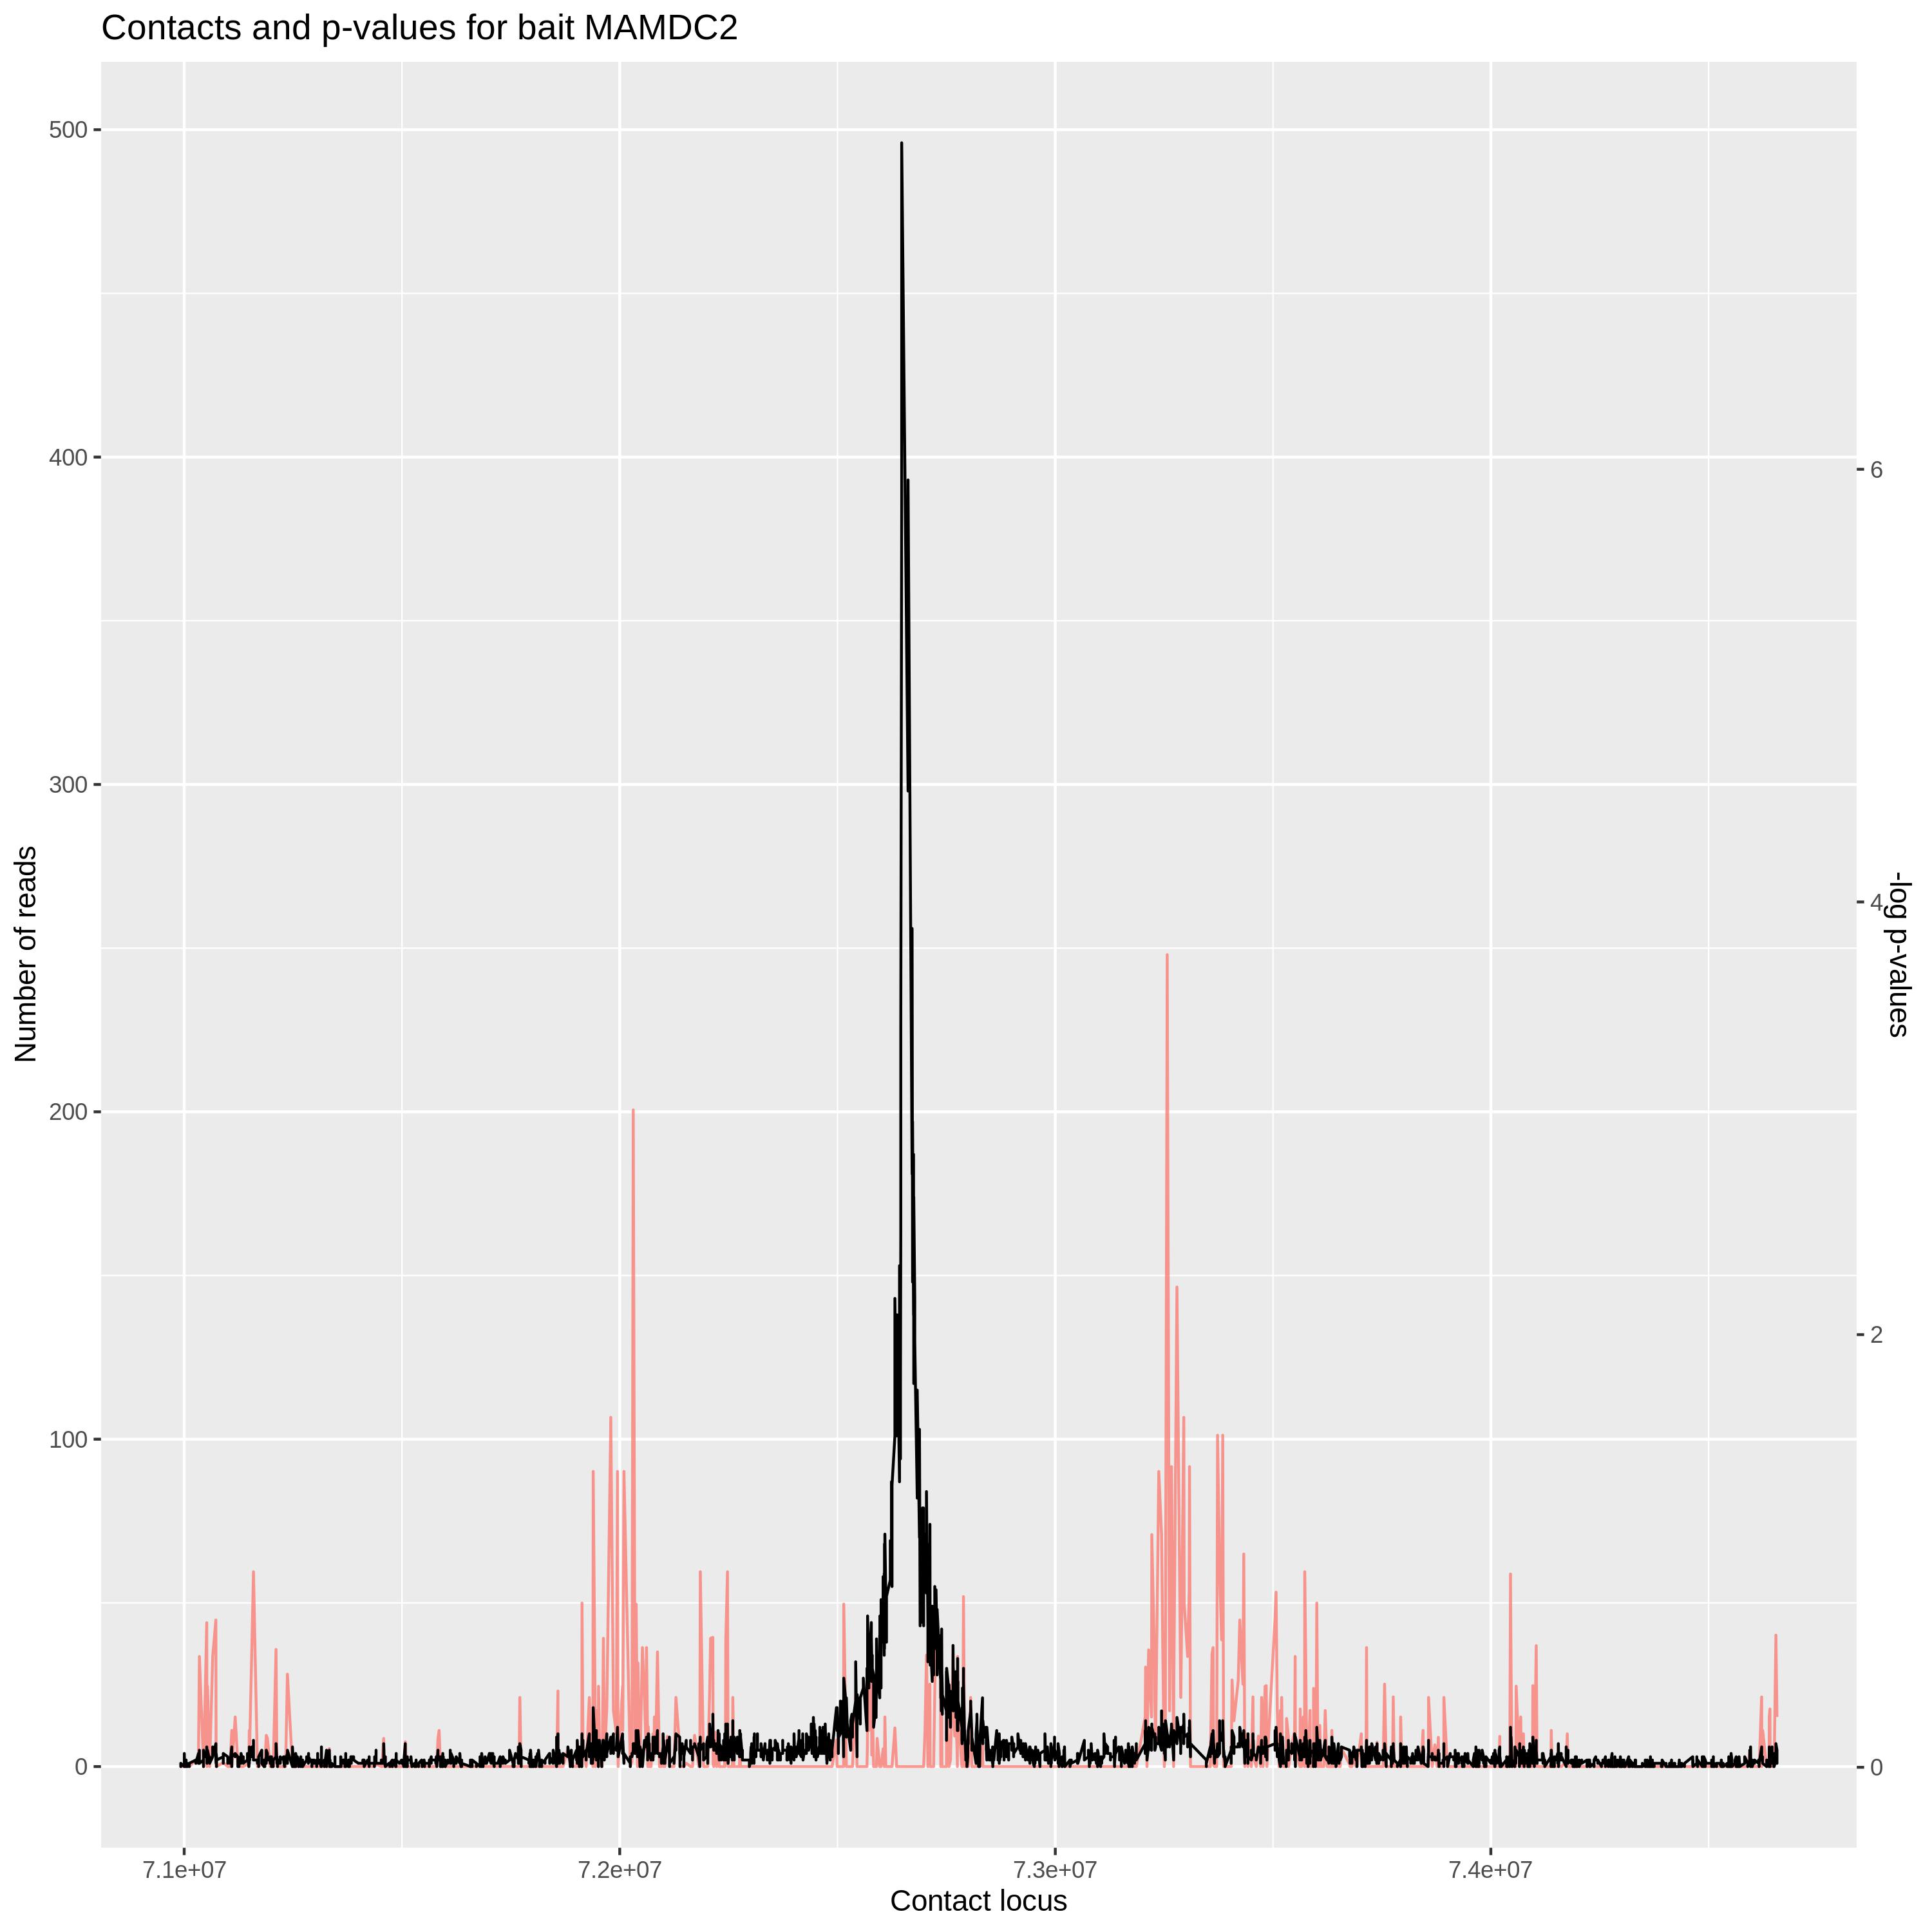 Contacts and p-values for bait MAMDC2
500
400
300
200
100
0
Number of reads
6
4
2
0
-log p-values
7.1e+07
7.2e+07
7.3e+07
7.4e+07
Contact locus